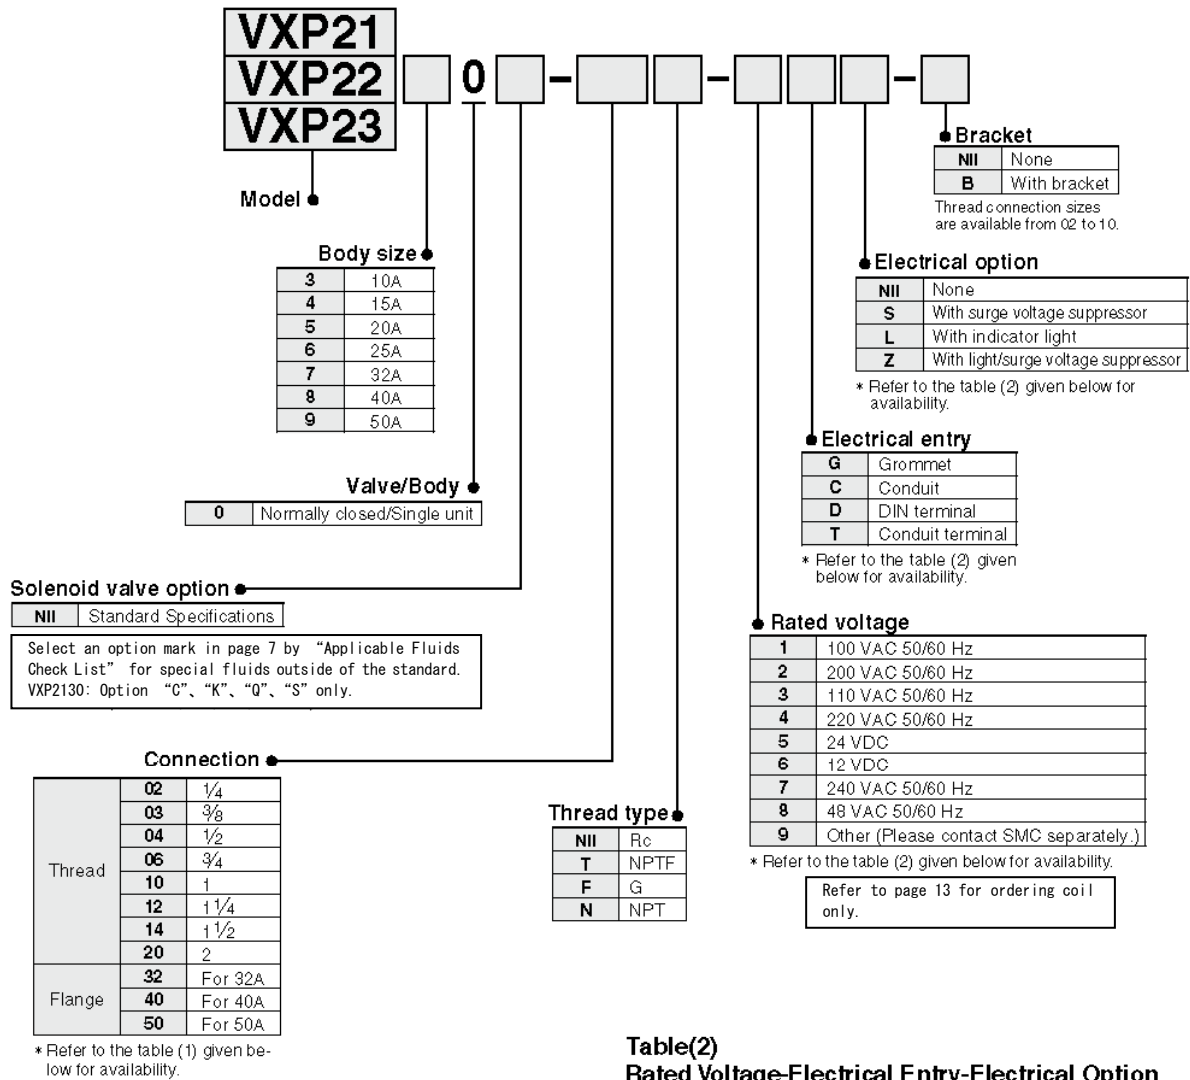 VXP21
VXP22 0 - - -
VXP23
Model
Body size
3 10A
4 15A
5 20A
6 25A
7 32A
8 40A
9 50A
Valve/Body
0 Normally closed/Single unit
Solenoid valve option
Nil Standard Specifications
Select an option mark in page 7 by “Applicable Fluids
Check List” for special fluids outside of the standard.
VXP2130: Option “C”、“K”、“Q”、“S” only.
Connection
Thread
02 1/4
03 3/8
04 1/2
06 3/4
10 1
12 1 1/4
14 1 1/2
20 2
Flange
32 For 32A
40 For 40A
50 For 50A
* Refer to the table (1) given be-
low for availability.
Thread type
Nil Rc
T NPTF
F G
N NPT
Bracket
Nil None
B With bracket
Thread connection sizes
are available from 02 to 10.
Electrical option
Nil None
S With surge voltage suppressor
L With indicator light
Z With light/surge voltage suppressor
* Refer to the table (2) given below for
availability.
Electrical entry
G Grommet
C Conduit
D DIN terminal
T Conduit terminal
* Refer to the table (2) given
below for availability.
Rated voltage
1 100 VAC 50/60 Hz
2 200 VAC 50/60 Hz
3 110 VAC 50/60 Hz
4 220 VAC 50/60 Hz
5 24 VDC
6 12 VDC
7 240 VAC 50/60 Hz
8 48 VAC 50/60 Hz
9 Other (Please contact SMC separately.)
* Refer to the table (2) given below for availability.
Refer to page 13 for ordering coil
only.
Table(2)
Rated Voltage-Electrical Entry-Electrical Option